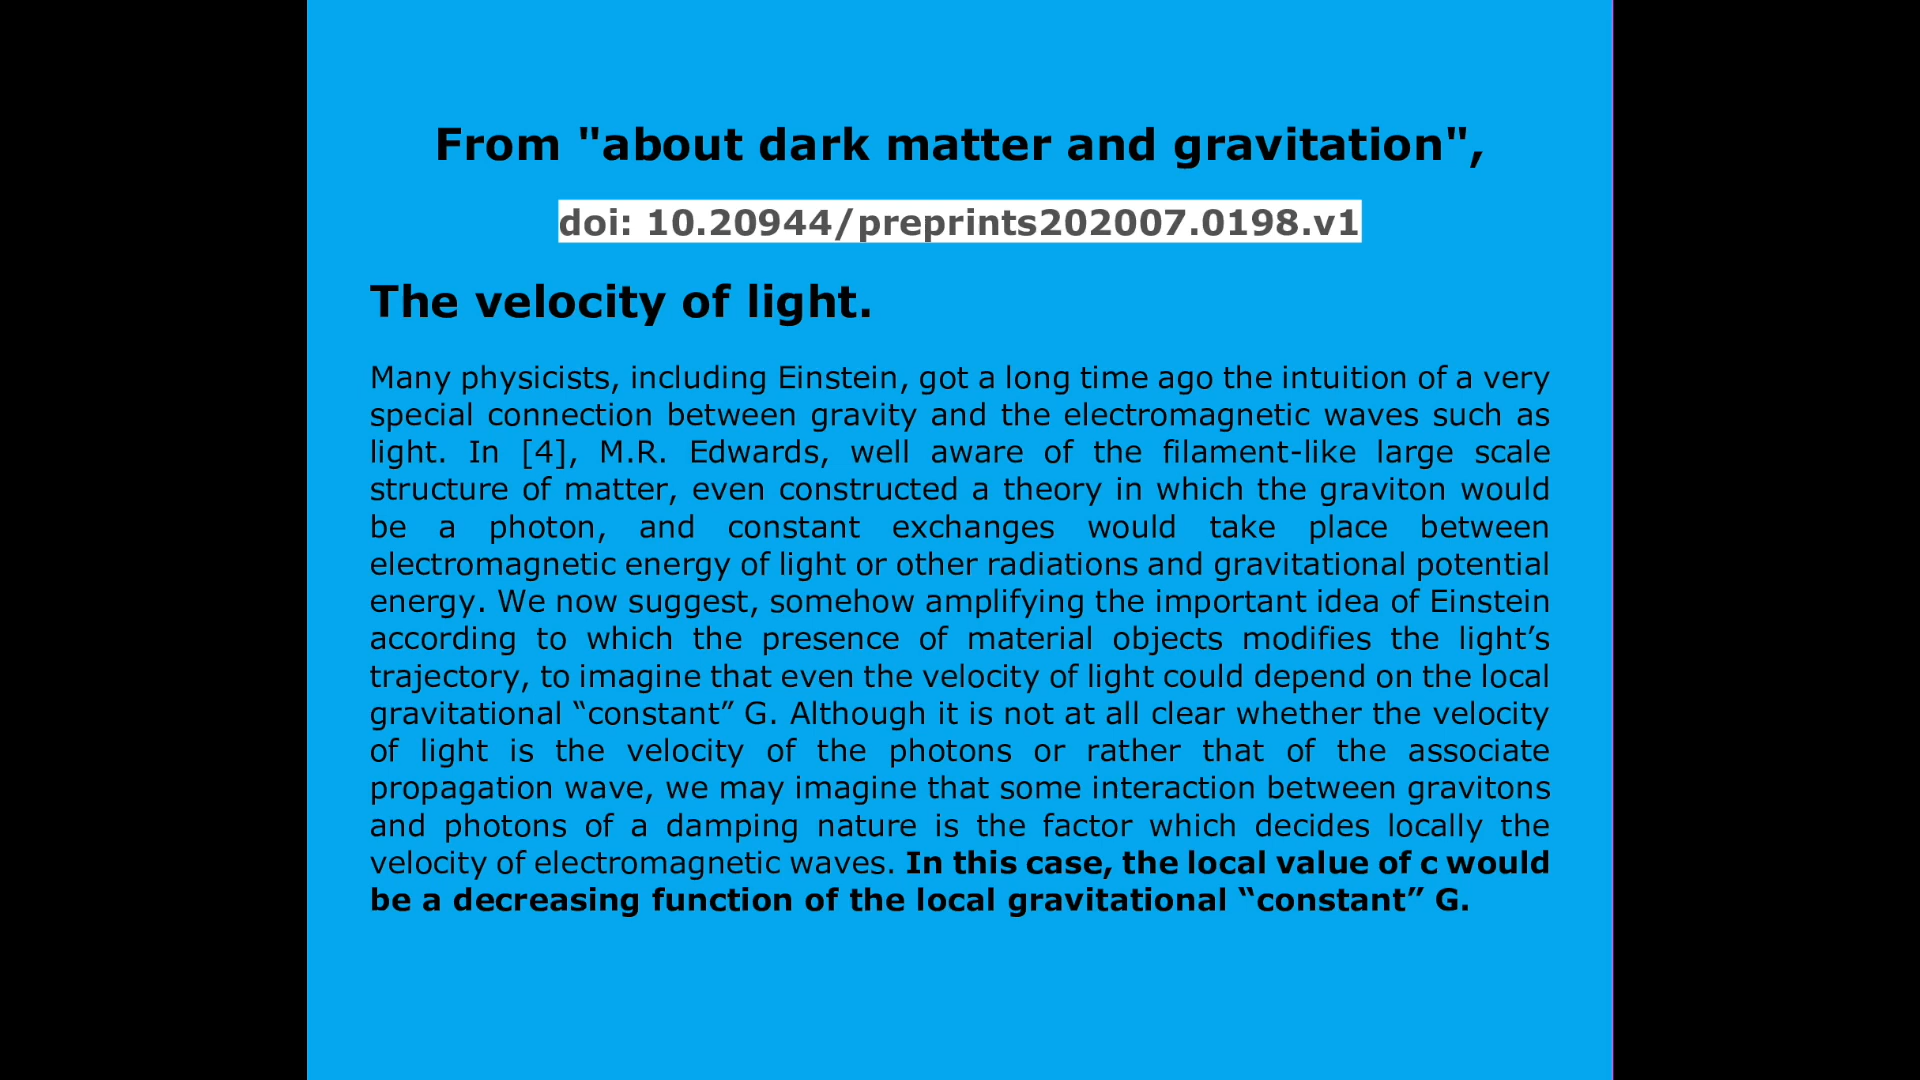 From "about dark matter and gravitation",
doi: 10.20944/preprints202007.0198.v1
The velocity of light.
Many physicists, including Einstein, got a long time ago the intuition of a very
special connection between gravity and the electromagnetic waves such as
light. In [4], M.R. Edwards, well aware of the filament-like large scale
structure of matter, even constructed a theory in which the graviton would
be a photon, and constant exchanges would take place between
electromagnetic energy of light or other radiations and gravitational potential
energy. We now suggest, somehow amplifying the important idea of Einstein
according to which the presence of material objects modifies the light’s
trajectory, to imagine that even the velocity of light could depend on the local
gravitational “constant” G. Although it is not at all clear whether the velocity
of light is the velocity of the photons or rather that of the associate
propagation wave, we may imagine that some interaction between gravitons
and photons of a damping nature is the factor which decides locally the
velocity of electromagnetic waves. In this case, the local value of c would
be a decreasing function of the local gravitational “constant” G.